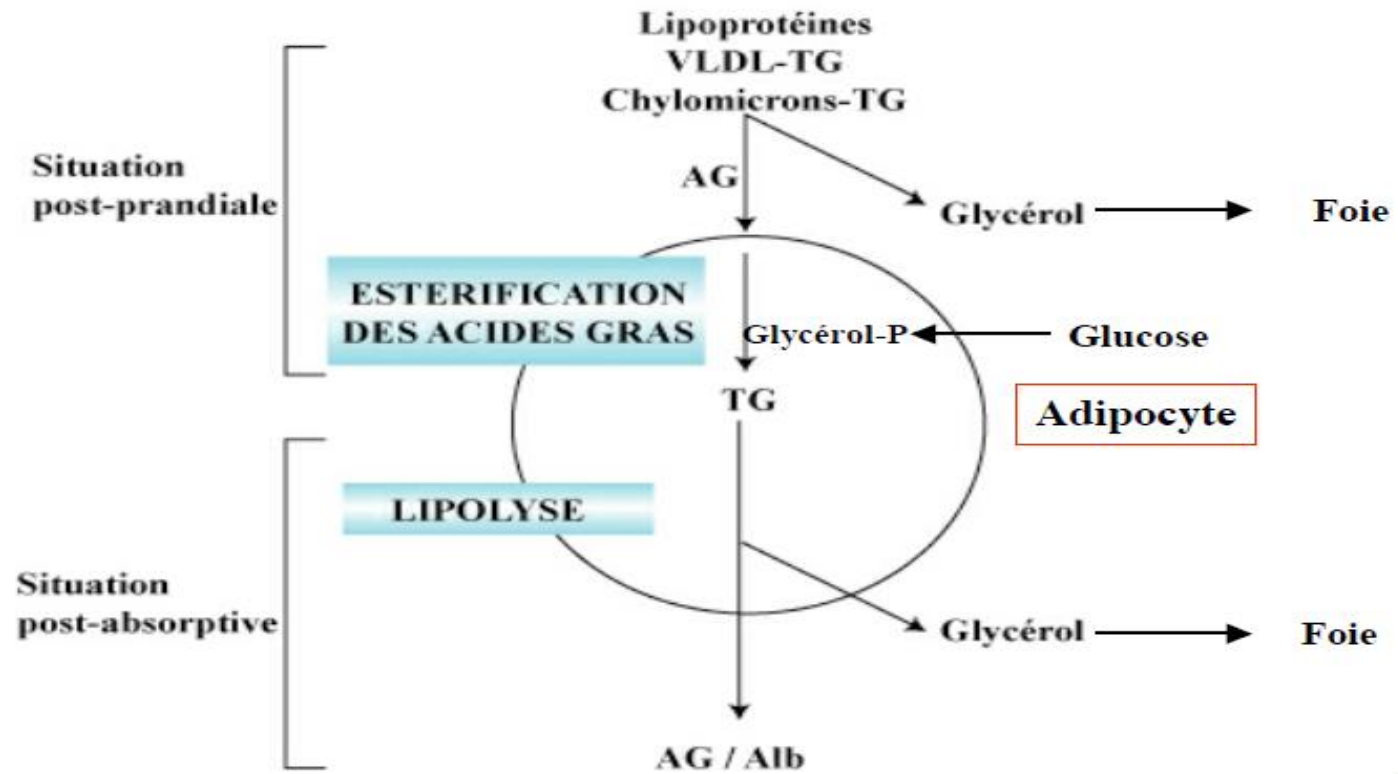 Lipoprotéines
VLDL-TG
Chylomicrons-TG
Situation
post-prandiale
AG
Glycérol
Foie
ESTERIFICATION
DES ACIDES GRAS
Glycérol-P
Glucose
TG
Adipocyte
LIPOLYSE
Situation
post-absorptive
Glycérol
Foie
AG / Alb